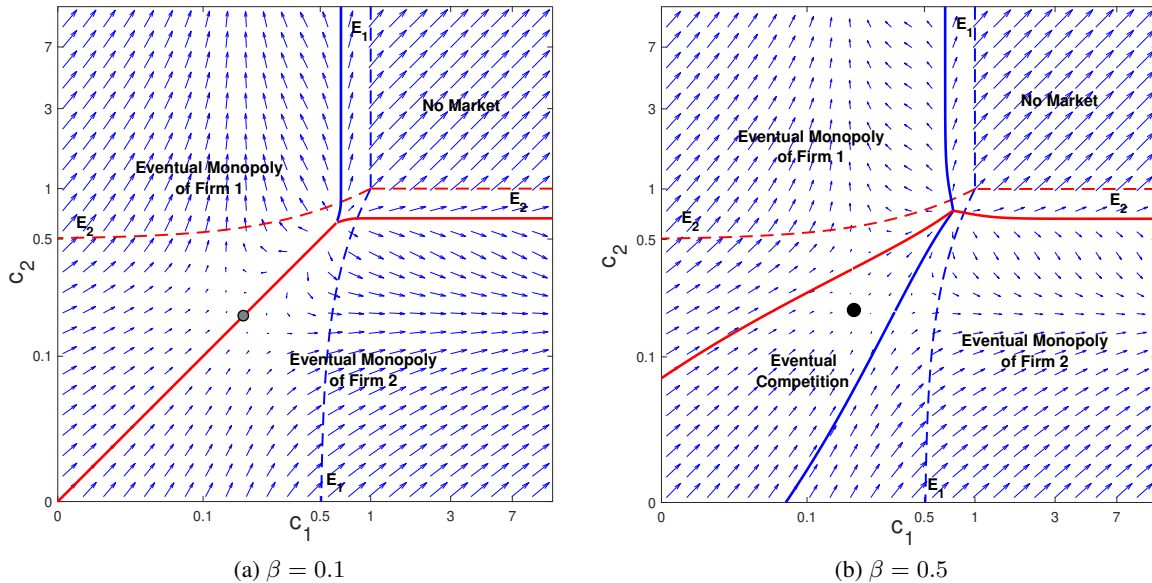 7
3
1
0.5
0.1
0
c2
E1
No Market
Eventual Monopoly
of Firm 1
E2
E2
Eventual Monopoly
of Firm 2
E1
0
0.1
0.5
1
3
7
c1
(a) β = 0.1
7
3
1
0.5
0.1
0
c2
E1
No Market
Eventual Monopoly
of Firm 1
E2
E2
Eventual Monopoly
of Firm 2
Eventual
Competition
E1
0
0.1
0.5
1
3
7
c1
(b) β = 0.5